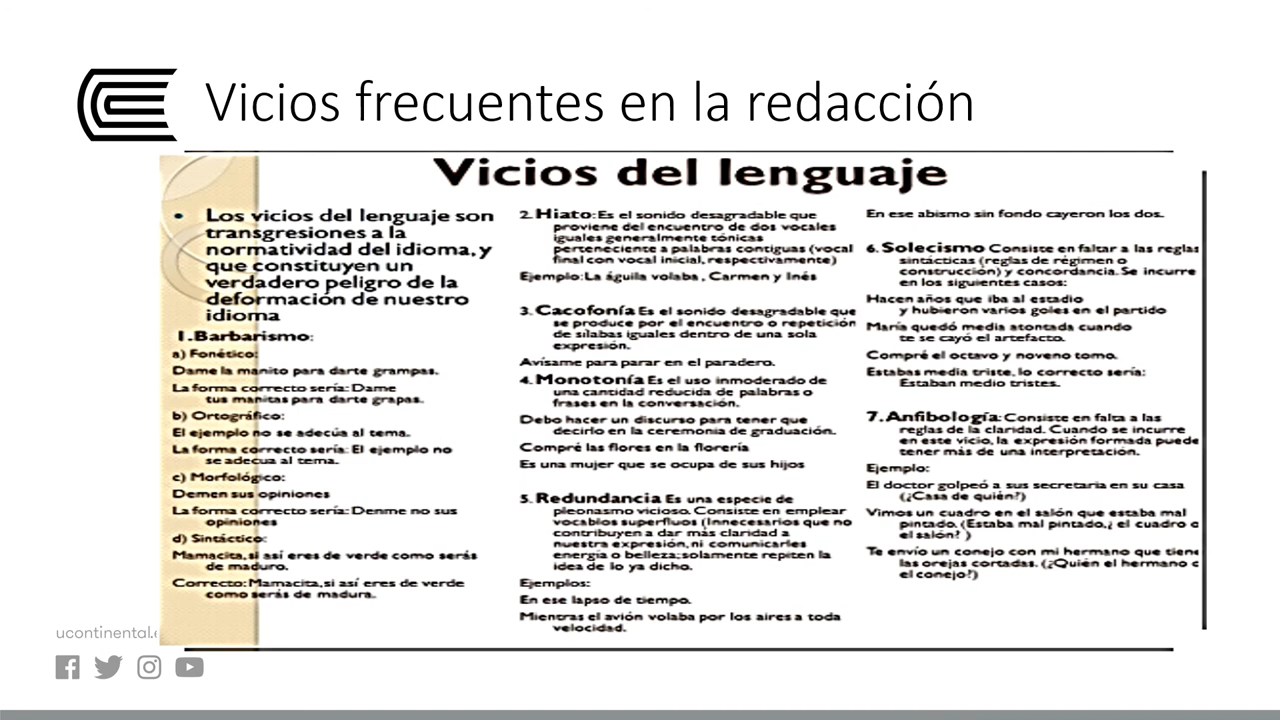 Vicios frecuentes en la redacción
Vicios del lenguaje
• Los vicios del lenguaje son
transgresiones a la
normatividad del idioma, y
que constituyen un
verdadero peligro de la
deformación de nuestro
idioma
1. Barbarismo:
a) Fonético:
Dame la manito para darte grampas.
La forma correcto sería: Dame
tus manitas para darte grapas.
b) Ortográfico:
El ejemplo no se adecúa al tema.
La forma correcto sería: El ejemplo no
se adecua al tema.
c) Morfológico:
Demen sus opiniones
La forma correcto sería: Denme no sus
opiniones
d) Sintáctico:
Mamacita, si así eres de verde como serás
de maduro.
Correcto: Mamacita, si así eres de verde
como serás de madura.
2. Hiato: Es el sonido desagradable que
proviene del encuentro de dos vocales
iguales generalmente tónicas
perteneciente a palabras contiguas (vocal
final con vocal inicial, respectivamente)
Ejemplo: La águila volaba , Carmen y Inés
3. Cacofonía Es el sonido desagradable que
se produce por el encuentro o repetición
de sílabas iguales dentro de una sola
expresión.
Avísame para parar en el paradero.
4. Monotonía Es el uso inmoderado de
una cantidad reducida de palabras o
frases en la conversación.
Debo hacer un discurso para tener que
decirlo en la ceremonia de graduación.
Compré las flores en la florería
Es una mujer que se ocupa de sus hijos
5. Redundancia Es una especie de
pleonasmo vicioso. Consiste en emplear
vocablos superfluos (Innecesarios que no
contribuyen a dar más claridad a
nuestra expresión, ni comunicarles
energía o belleza; solamente repiten la
idea de lo ya dicho.
Ejemplos:
En ese lapso de tiempo.
Mientras el avión volaba por los aires a toda
velocidad.
En ese abismo sin fondo cayeron los dos.
6. Solecismo Consiste en faltar a las reglas
sintácticas (reglas de régimen o
construcción) y concordancia. Se incurre
en los siguientes casos:
Hacen años que iba al estadio
y hubieron varios goles en el partido
María quedó media atontada cuando
te se cayó el artefacto.
Compré el octavo y noveno tomo.
Estabas media triste, lo correcto sería:
Estaban medio tristes.
7. Anfibología: Consiste en falta a las
reglas de la claridad. Cuando se incurre
en este vicio, la expresión formada puede
tener más de una interpretación.
Ejemplo:
El doctor golpeó a sus secretaria en su casa
(¿Casa de quién?)
Vimos un cuadro en el salón que estaba mal
pintado. (Estaba mal pintado,¿ el cuadro o
el salón? )
Te envío un conejo con mi hermano que tiene
las orejas cortadas. (¿Quién el hermano o
el conejo?)
ucontinental.